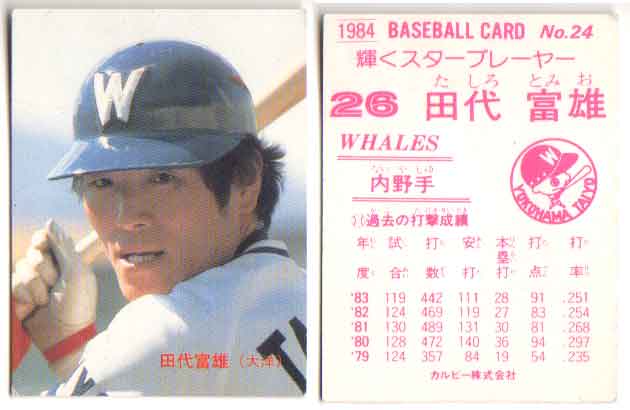 W
田代富雄(大洋)
1984 BASEBALL CARD No.24
輝くスタープレーヤー
た しろ とみ お
26 田代 富雄
WHALES
ない や しゅ
内野手
W
YOKOHAMA TAIYO
過去の打撃成績
年度 試合 打数 安打 本塁打 打点 打率
'83 119 442 111 28 91 .251
'82 124 469 119 27 83 .254
'81 130 489 131 30 81 .268
'80 128 472 140 36 94 .297
'79 124 357 84 19 54 .235
カルビー株式会社